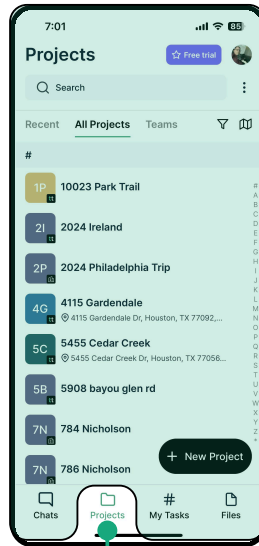 7:01
85
Projects
Free trial
Search
Recent All Projects Teams
#
1P 10023 Park Trail
2I 2024 Ireland
2P 2024 Philadelphia Trip
4G 4115 Gardendale
4115 Gardendale Dr, Houston, TX 77092,...
5C 5455 Cedar Creek
5455 Cedar Creek Dr, Houston, TX 77056...
5B 5908 bayou glen rd
7N 784 Nicholson
7N 786 Nicholson
+ New Project
#
A
B
C
D
E
F
G
H
I
J
K
L
M
N
O
P
Q
R
S
T
U
V
W
X
Y
Z
Chats Projects My Tasks Files